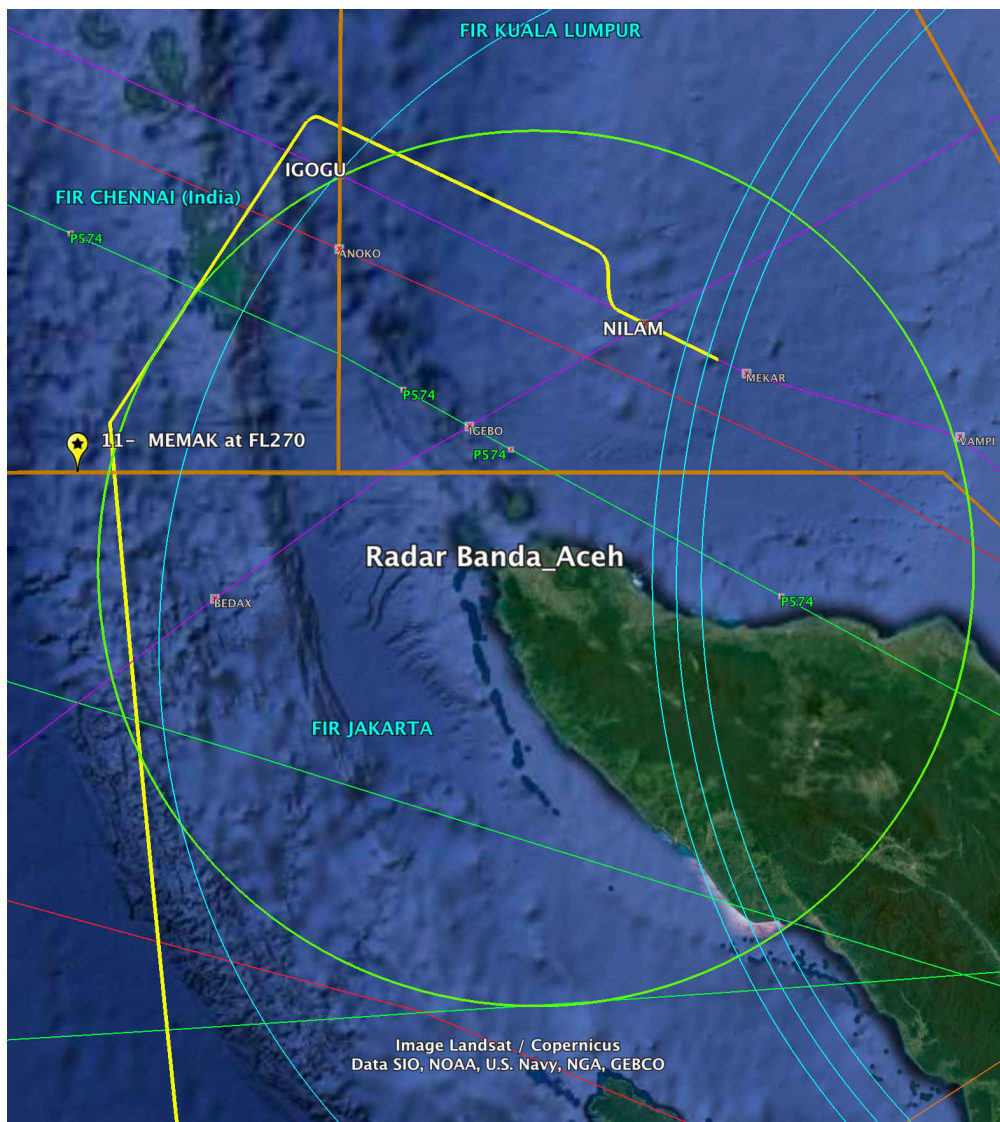 FIR KUALA LUMPUR
IGOGU
FIR CHENNAI (India)
P574
ANOKO
NILAM
MEKAR
P574
IGEBO
11-  MEMAK at FL270
VAMPI
P574
Radar Banda_Aceh
BEDAX
P574
FIR JAKARTA
Image Landsat / Copernicus
Data SIO, NOAA, U.S. Navy, NGA, GEBCO